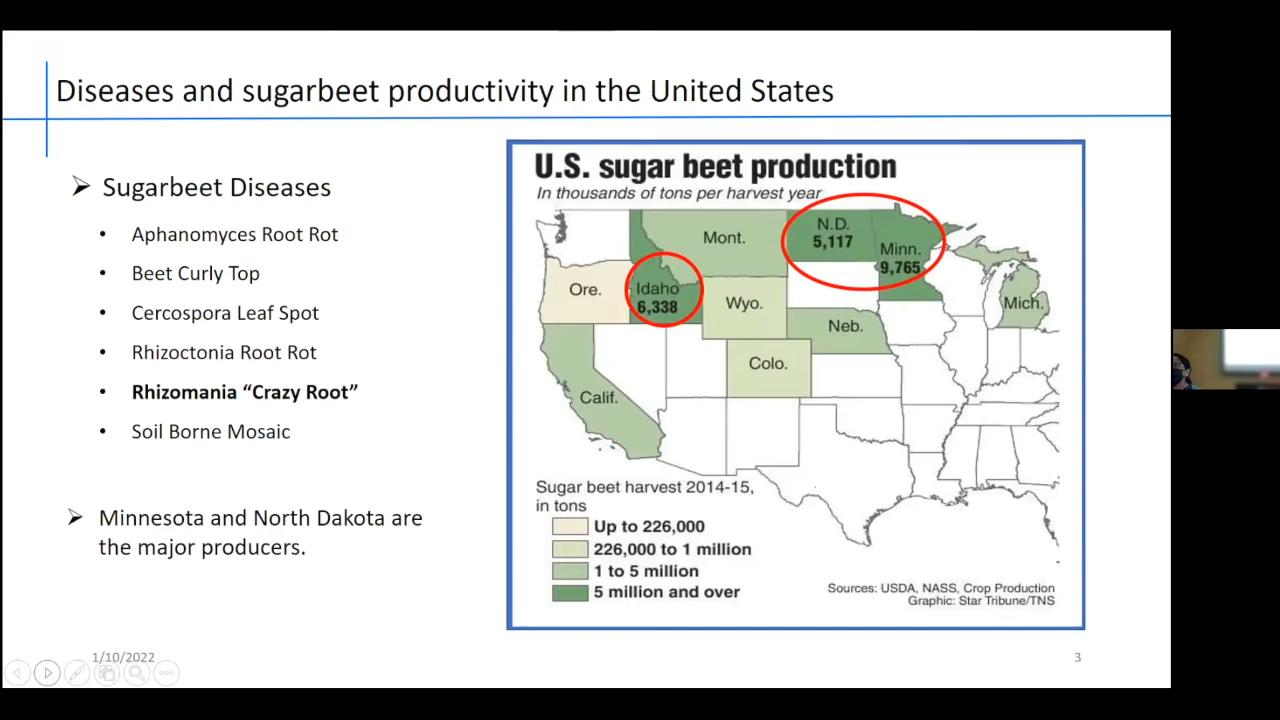 Diseases and sugarbeet productivity in the United States
➢ Sugarbeet Diseases
• Aphanomyces Root Rot
• Beet Curly Top
• Cercospora Leaf Spot
• Rhizoctonia Root Rot
• Rhizomania “Crazy Root”
• Soil Borne Mosaic
➢ Minnesota and North Dakota are
the major producers.
U.S. sugar beet production
In thousands of tons per harvest year
N.D.
5,117
Mont.
Minn.
9,765
Ore.
Idaho
6,338
Wyo.
Mich.
Neb.
Colo.
Calif.
Sugar beet harvest 2014-15,
in tons
Up to 226,000
226,000 to 1 million
1 to 5 million
5 million and over
Sources: USDA, NASS, Crop Production
Graphic: Star Tribune/TNS
1/10/2022
3